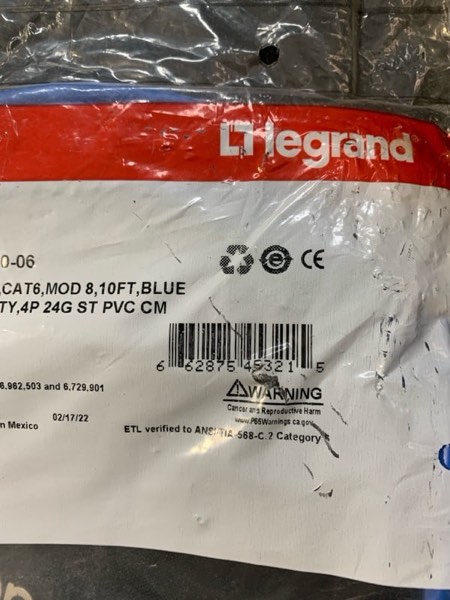 legrand
0-06
CE
,CAT6,MOD 8,10FT,BLUE
TY,4P 24G ST PVC CM
6 62875 45321 5
WARNING
Cancer and Reproductive Harm
www.P65Warnings.ca.gov
6,962,503 and 6,729,901
n Mexico 02/17/22
ETL verified to ANSI-TIA-568-C.2 Category